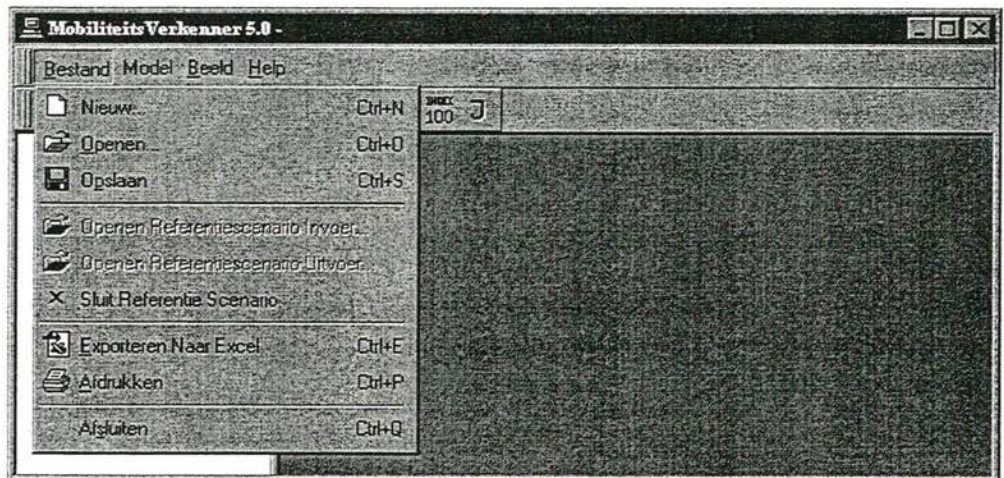 MobiliteitsVerkenner 5.0 -
Bestand Model Beeld Help
Nieuw... Ctrl+N
INDEX 100 J
Openen... Ctrl+O
Opslaan Ctrl+S
Openen Referentiescenario Invoer...
Openen Referentiescenario Uitvoer...
Sluit Referentie Scenario
Exporteren Naar Excel Ctrl+E
Afdrukken Ctrl+P
Afsluiten Ctrl+Q